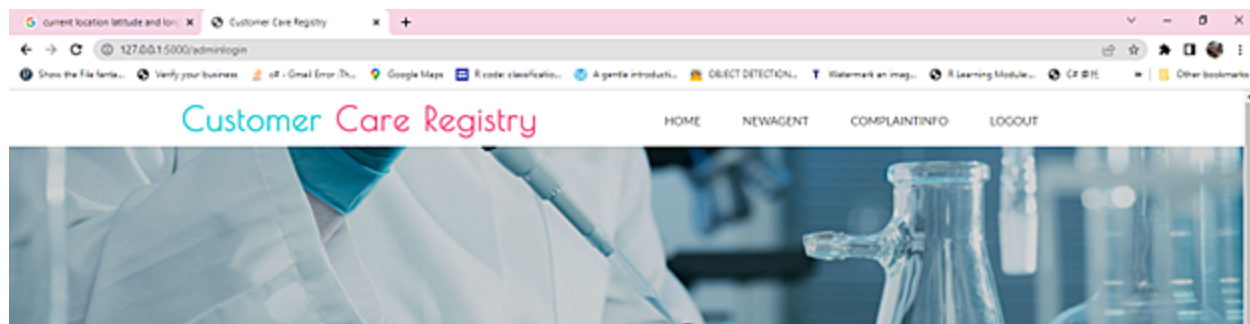 current location latitude and long
Customer Care Registry
127.0.0.1:5000/adminlogin
Show the File fanta...
Verify your business
c# - Gmail Error :Th...
Google Maps
R code: classificatio...
A gentle introducti...
OBJECT DETECTION...
Watermark an imag...
R Learning Module...
Other bookmarks
Customer Care Registry
HOME
NEWAGENT
COMPLAINTINFO
LOGOUT